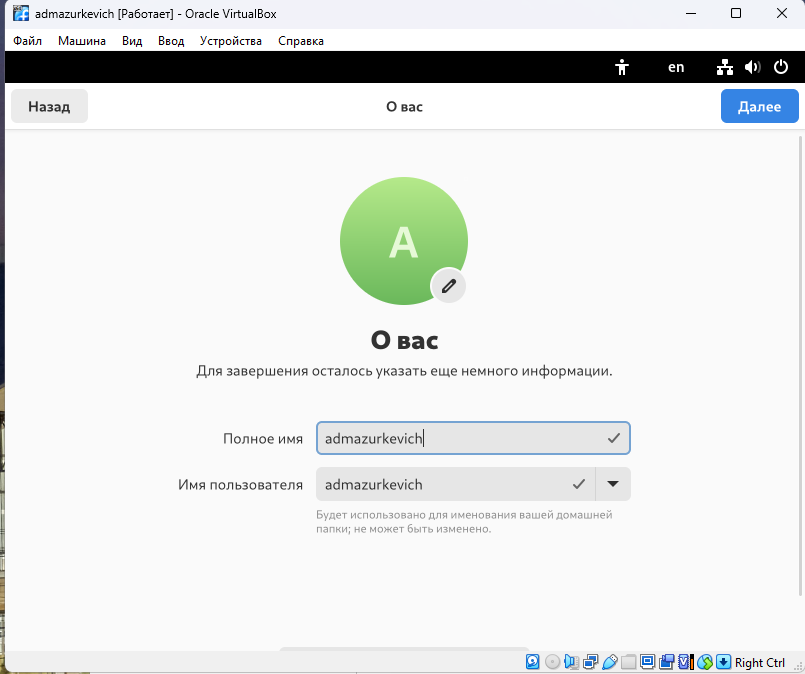 admazurkevich [Работает] - Oracle VirtualBox
Файл Машина Вид Ввод Устройства Справка
en
Назад О вас Далее
A
О вас
Для завершения осталось указать еще немного информации.
Полное имя admazurkevich
Имя пользователя admazurkevich
Будет использовано для именования вашей домашней
папки; не может быть изменено.
Right Ctrl